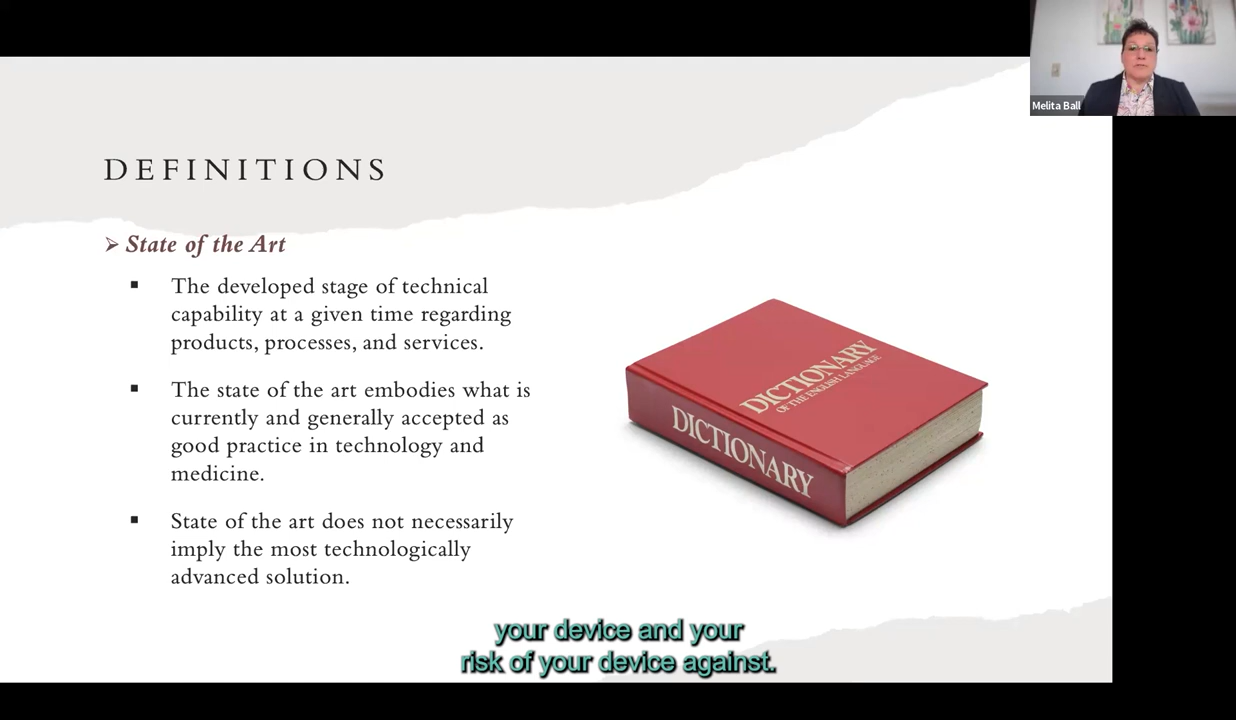 Melita Ball
DEFINITIONS
➢ State of the Art
▪ The developed stage of technical
capability at a given time regarding
products, processes, and services.
▪ The state of the art embodies what is
currently and generally accepted as
good practice in technology and
medicine.
▪ State of the art does not necessarily
imply the most technologically
advanced solution.
DICTIONARY
OF THE ENGLISH LANGUAGE
DICTIONARY
your device and your
risk of your device against.